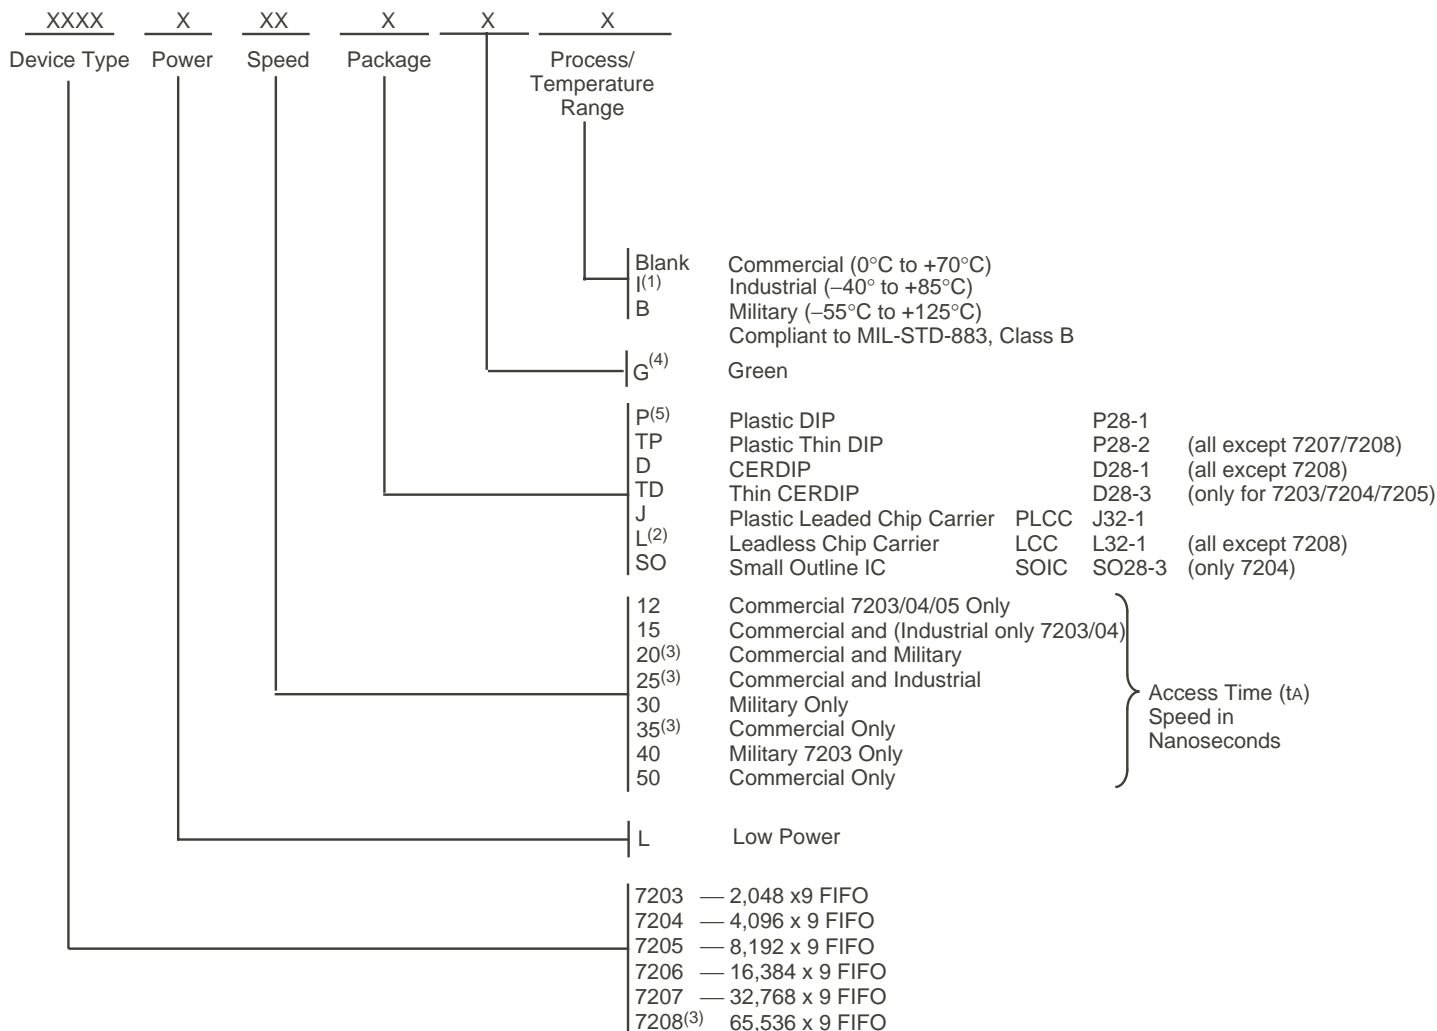 XXXX X XX X X X
Device Type Power Speed Package Process/
Temperature
Range
Blank Commercial (0°C to +70°C)
I(1) Industrial (–40° to +85°C)
B Military (–55°C to +125°C)
Compliant to MIL-STD-883, Class B
G(4) Green
P(5) Plastic DIP P28-1
TP Plastic Thin DIP P28-2 (all except 7207/7208)
D CERDIP D28-1 (all except 7208)
TD Thin CERDIP D28-3 (only for 7203/7204/7205)
J Plastic Leaded Chip Carrier PLCC J32-1
L(2) Leadless Chip Carrier LCC L32-1 (all except 7208)
SO Small Outline IC SOIC SO28-3 (only 7204)
12 Commercial 7203/04/05 Only
15 Commercial and (Industrial only 7203/04)
20(3) Commercial and Military
25(3) Commercial and Industrial
30 Military Only
35(3) Commercial Only
40 Military 7203 Only
50 Commercial Only
Access Time (tA)
Speed in
Nanoseconds
L Low Power
7203 — 2,048 x9 FIFO
7204 — 4,096 x 9 FIFO
7205 — 8,192 x 9 FIFO
7206 — 16,384 x 9 FIFO
7207 — 32,768 x 9 FIFO
7208(3) 65,536 x 9 FIFO